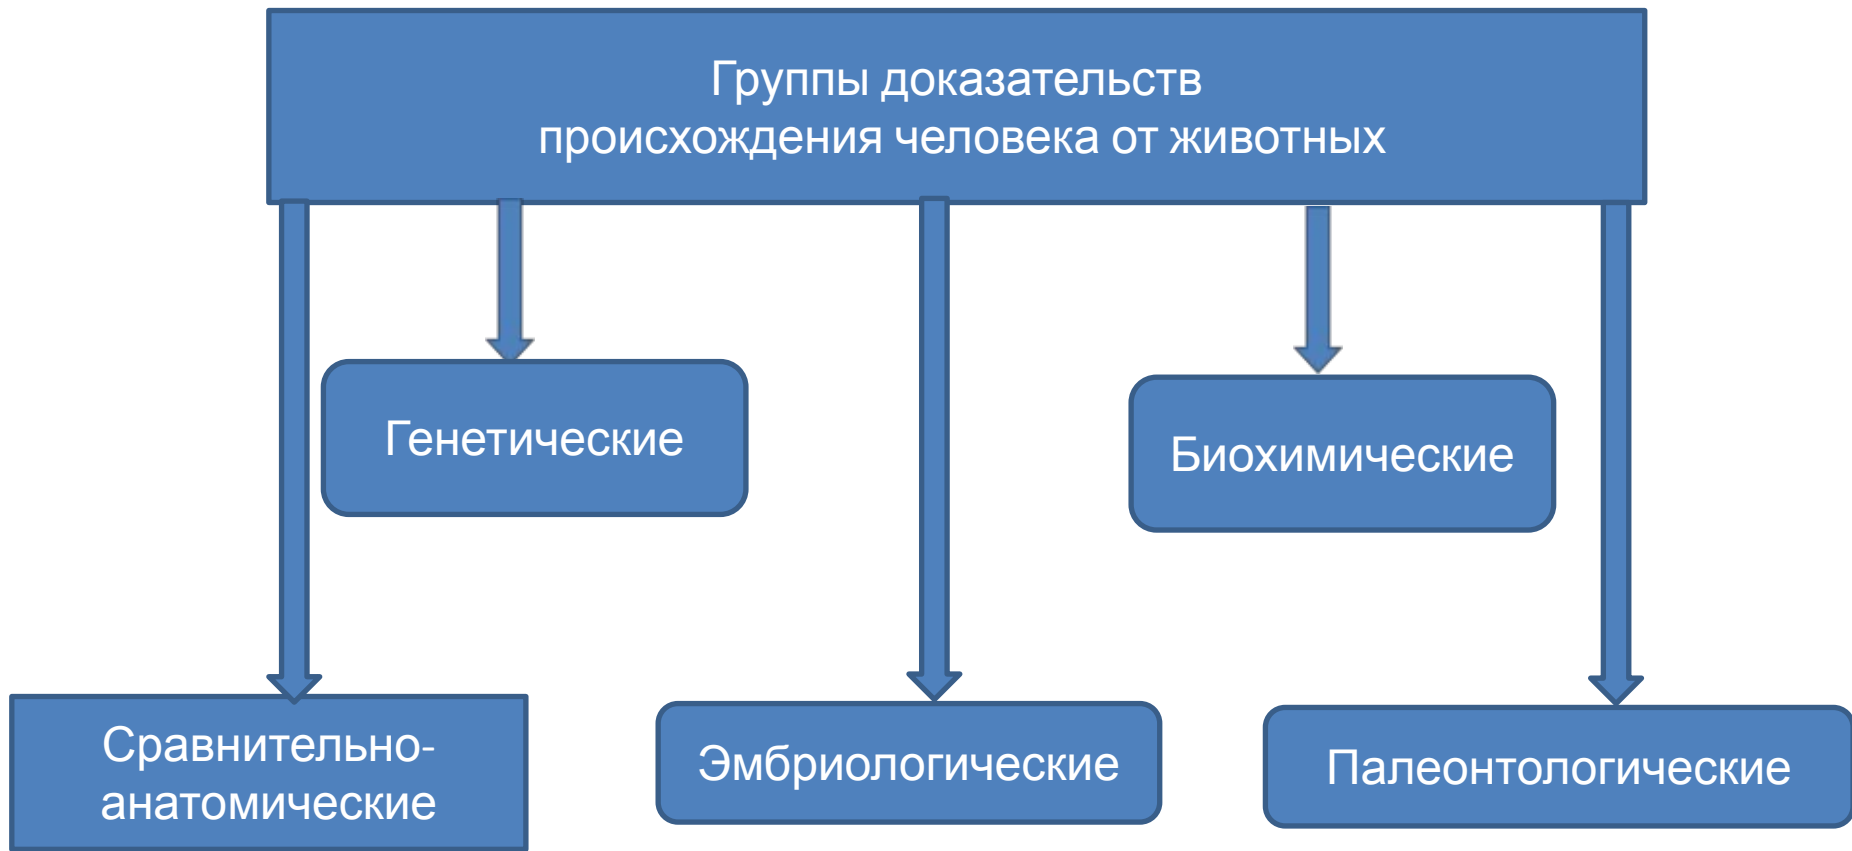 Группы доказательств
происхождения человека от животных
Генетические
Биохимические
Сравнительно-
анатомические
Эмбриологические
Палеонтологические